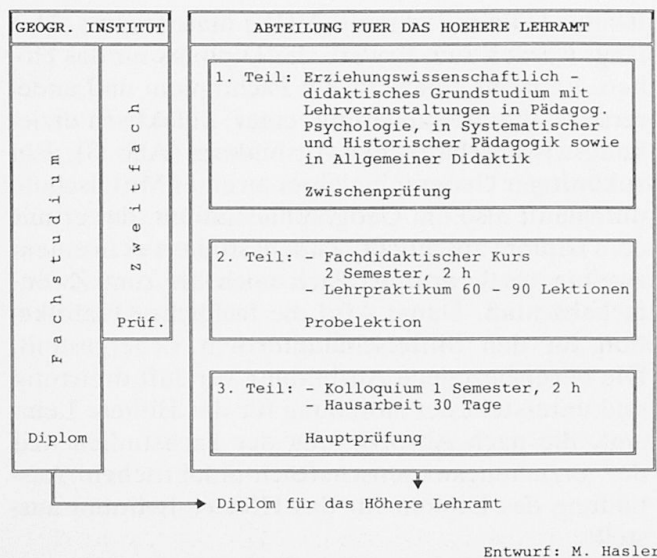 GEOGR. INSTITUT
Fachstudium
Diplom
Zweitfach
Prüf.
ABTEILUNG FUER DAS HOEHERE LEHRAMT
1. Teil: Erziehungswissenschaftlich -
didaktisches Grundstudium mit
Lehrveranstaltungen in Pädagog.
Psychologie, in Systematischer
und Historischer Pädagogik sowie
in Allgemeiner Didaktik
Zwischenprüfung
2. Teil: - Fachdidaktischer Kurs
2 Semester, 2 h
- Lehrpraktikum 60 - 90 Lektionen
Probelektion
3. Teil: - Kolloquium 1 Semester, 2 h
- Hausarbeit 30 Tage
Hauptprüfung
Diplom für das Höhere Lehramt
Entwurf: M. Hasler